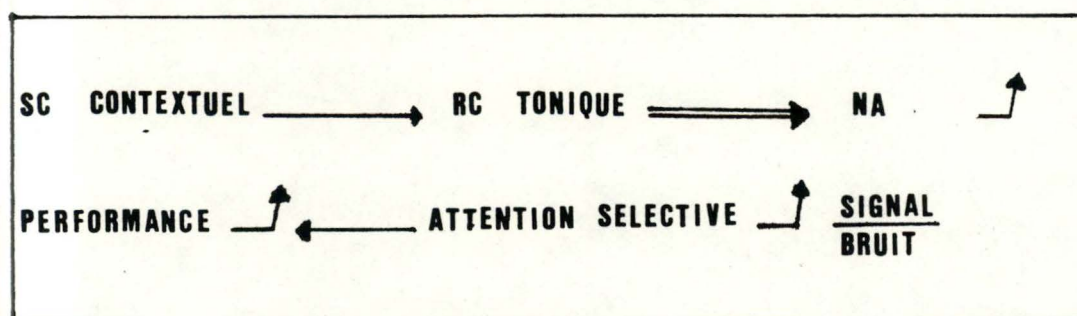 SC CONTEXTUEL RC TONIQUE NA
PERFORMANCE ATTENTION SELECTIVE SIGNAL
BRUIT